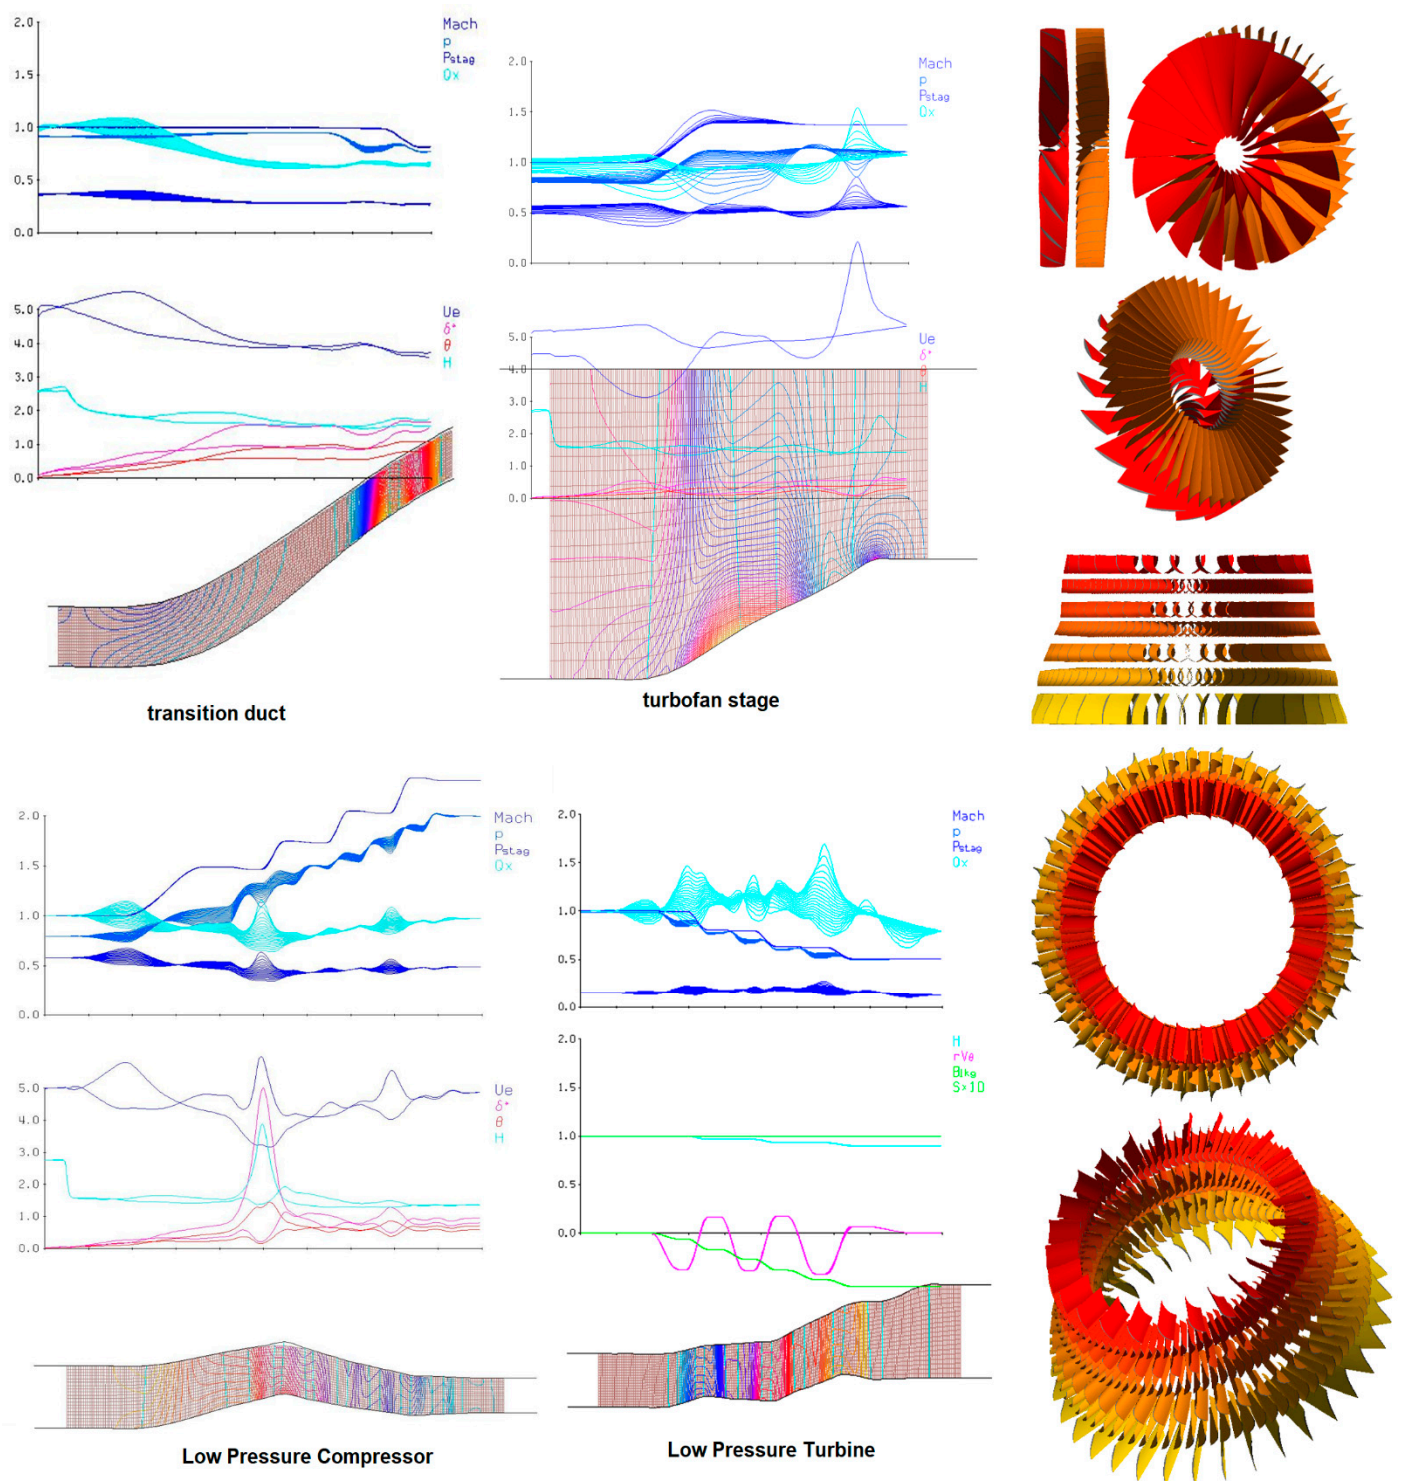 2.0
1.5
1.0
0.5
0.0
Mach
p
Pstag
Qx
5.0
4.0
3.0
2.0
1.0
0.0
Ue
δ*
θ
H
transition duct
2.0
1.5
1.0
0.5
0.0
Mach
p
Pstag
Qx
5.0
4.0
3.0
2.0
1.0
0.0
Ue
δ*
θ
H
turbofan stage
2.0
1.5
1.0
0.5
0.0
Mach
p
Pstag
Qx
5.0
4.0
3.0
2.0
1.0
0.0
Ue
δ*
θ
H
Low Pressure Compressor
2.0
1.5
1.0
0.5
0.0
Mach
p
Pstag
Qx
2.0
1.5
1.0
0.5
0.0
H
rVθ
S×10
Low Pressure Turbine